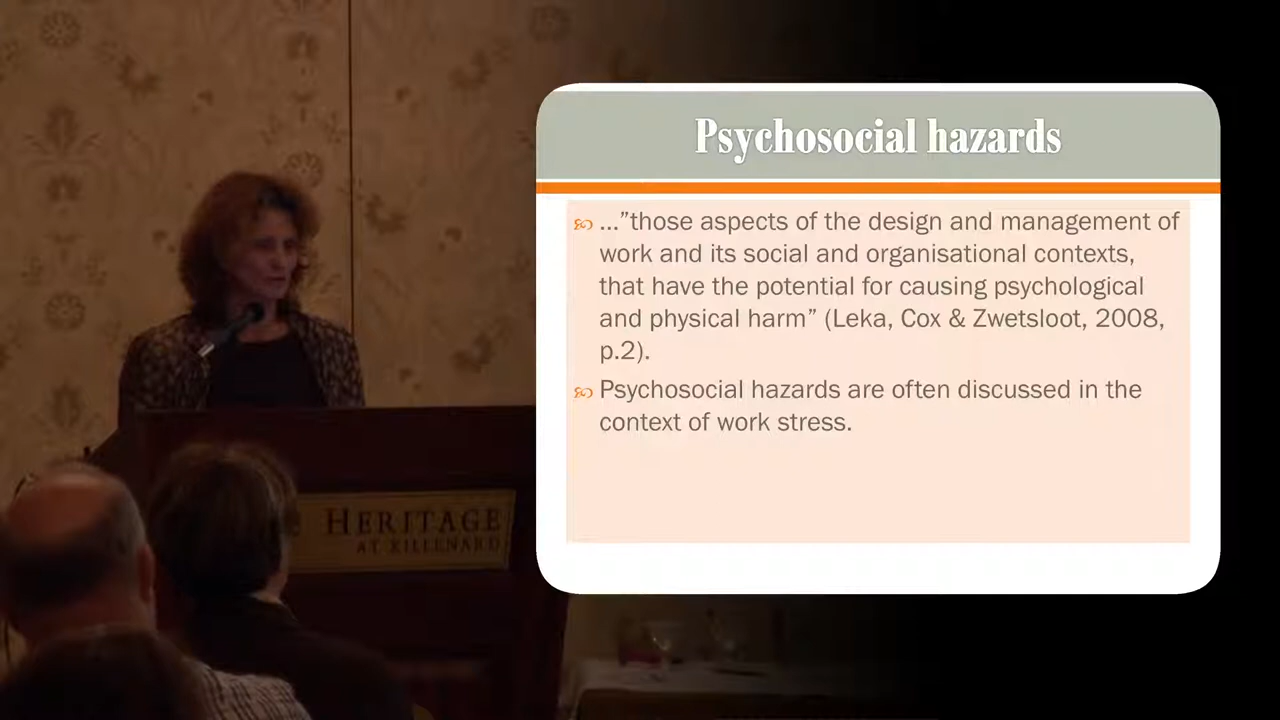 Psychosocial hazards
…”those aspects of the design and management of
work and its social and organisational contexts,
that have the potential for causing psychological
and physical harm” (Leka, Cox & Zwetsloot, 2008,
p.2).
Psychosocial hazards are often discussed in the
context of work stress.
HERITAGE
AT KILLENARD